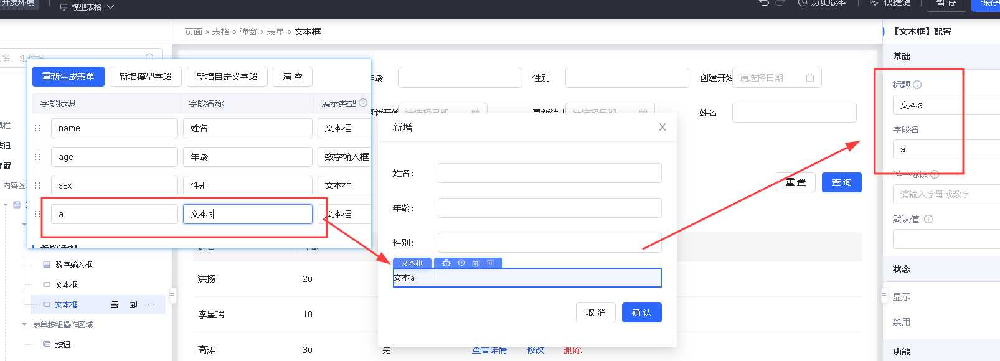 开发环境
模型表格
历史版本
快捷键
暂 存
保存
页面 > 表格 > 弹窗 > 表单 > 文本框
【文本框】配置
基础
标题
文本a
字段名
a
唯一标识
请输入字母或数字
默认值
状态
显示
禁用
功能
重新生成表单
新增模型字段
新增自定义字段
清 空
字段标识
字段名称
展示类型
name
姓名
文本框
age
年龄
数字输入框
sex
性别
文本框
a
文本a
文本框
年龄
性别
创建开始
请选择日期
更新开始
请选择日期
更新结束
请选择日期
姓名
重 置
查 询
新增
姓名:
年龄:
性别:
文本框
文本a:
取 消
确 认
内容区域
数字输入框
文本框
文本框
表单按钮操作区域
按钮
洪扬
20
李星瑞
18
高涛
30
男
查看详情
修改
删除